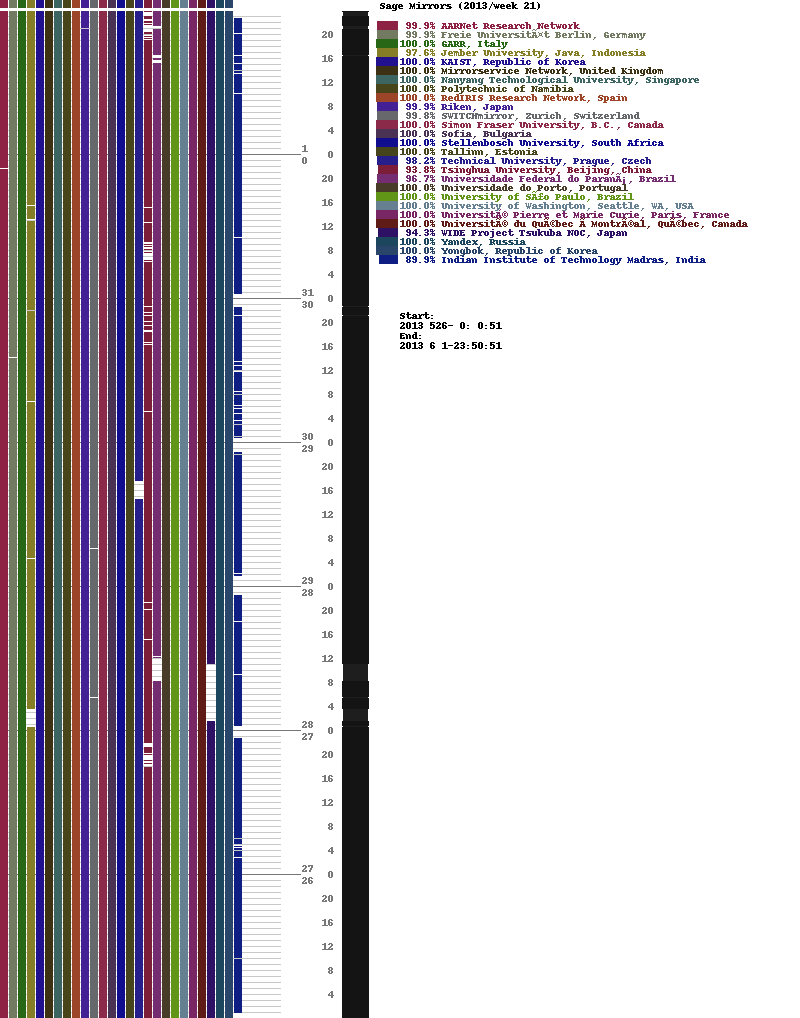 Sage Mirrors (2013/week 21)
99.9% AARNet Research Network
99.9% Freie UniversitÃ¤t Berlin, Germany
100.0% GARR, Italy
97.6% Jember University, Java, Indonesia
100.0% KAIST, Republic of Korea
100.0% Mirrorservice Network, United Kingdom
100.0% Nanyang Technological University, Singapore
100.0% Polytechnic of Namibia
100.0% RedIRIS Research Network, Spain
99.9% Riken, Japan
99.8% SWITCHmirror, Zurich, Switzerland
100.0% Simon Fraser University, B.C., Canada
100.0% Sofia, Bulgaria
100.0% Stellenbosch University, South Africa
100.0% Tallinn, Estonia
98.2% Technical University, Prague, Czech
93.8% Tsinghua University, Beijing, China
96.7% Universidade Federal do ParanÃ¡, Brazil
100.0% Universidade do Porto, Portugal
100.0% University of SÃ£o Paulo, Brazil
100.0% University of Washington, Seattle, WA, USA
100.0% UniversitÃ© Pierre et Marie Curie, Paris, France
100.0% UniversitÃ© du QuÃ©bec A MontrÃ©al, QuÃ©bec, Canada
94.3% WIDE Project Tsukuba NOC, Japan
100.0% Yandex, Russia
100.0% Yongbok, Republic of Korea
89.9% Indian Institute of Technology Madras, India
Start:
2013 526- 0: 0:51
End:
2013 6 1-23:50:51
20
16
12
8
4
1
0
0
20
16
12
8
4
31
0
30
20
16
12
8
4
30
0
29
20
16
12
8
4
29
0
28
20
16
12
8
4
28
0
27
20
16
12
8
4
27
0
26
20
16
12
8
4